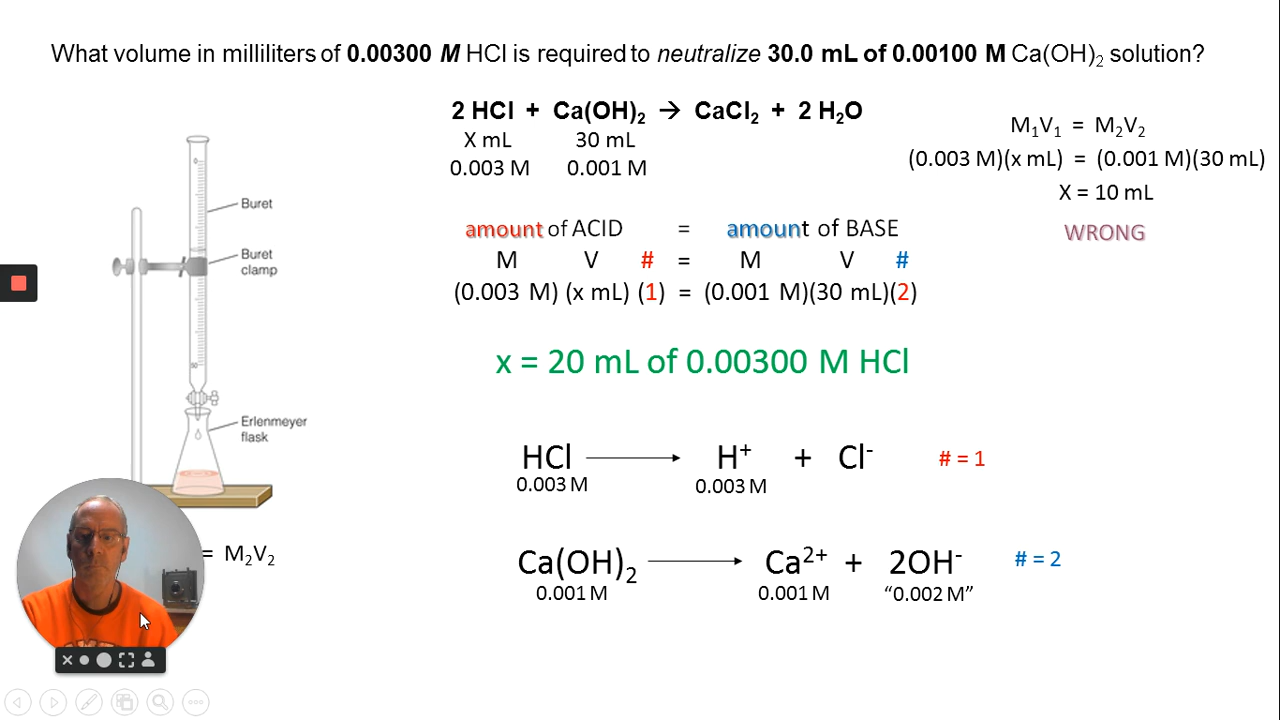 What volume in milliliters of 0.00300 M HCl is required to neutralize 30.0 mL of 0.00100 M Ca(OH)₂ solution?
2 HCl + Ca(OH)₂ → CaCl₂ + 2 H₂O
X mL 30 mL
0.003 M 0.001 M
M₁V₁ = M₂V₂
(0.003 M)(x mL) = (0.001 M)(30 mL)
X = 10 mL
WRONG
amount of ACID = amount of BASE
M V # = M V #
(0.003 M) (x mL) (1) = (0.001 M)(30 mL)(2)
x = 20 mL of 0.00300 M HCl
0
Buret
Buret
clamp
50
Erlenmeyer
flask
= M₂V₂
HCl ⟶ H⁺ + Cl⁻ # = 1
0.003 M 0.003 M
Ca(OH)₂ ⟶ Ca²⁺ + 2OH⁻ # = 2
0.001 M 0.001 M “0.002 M”